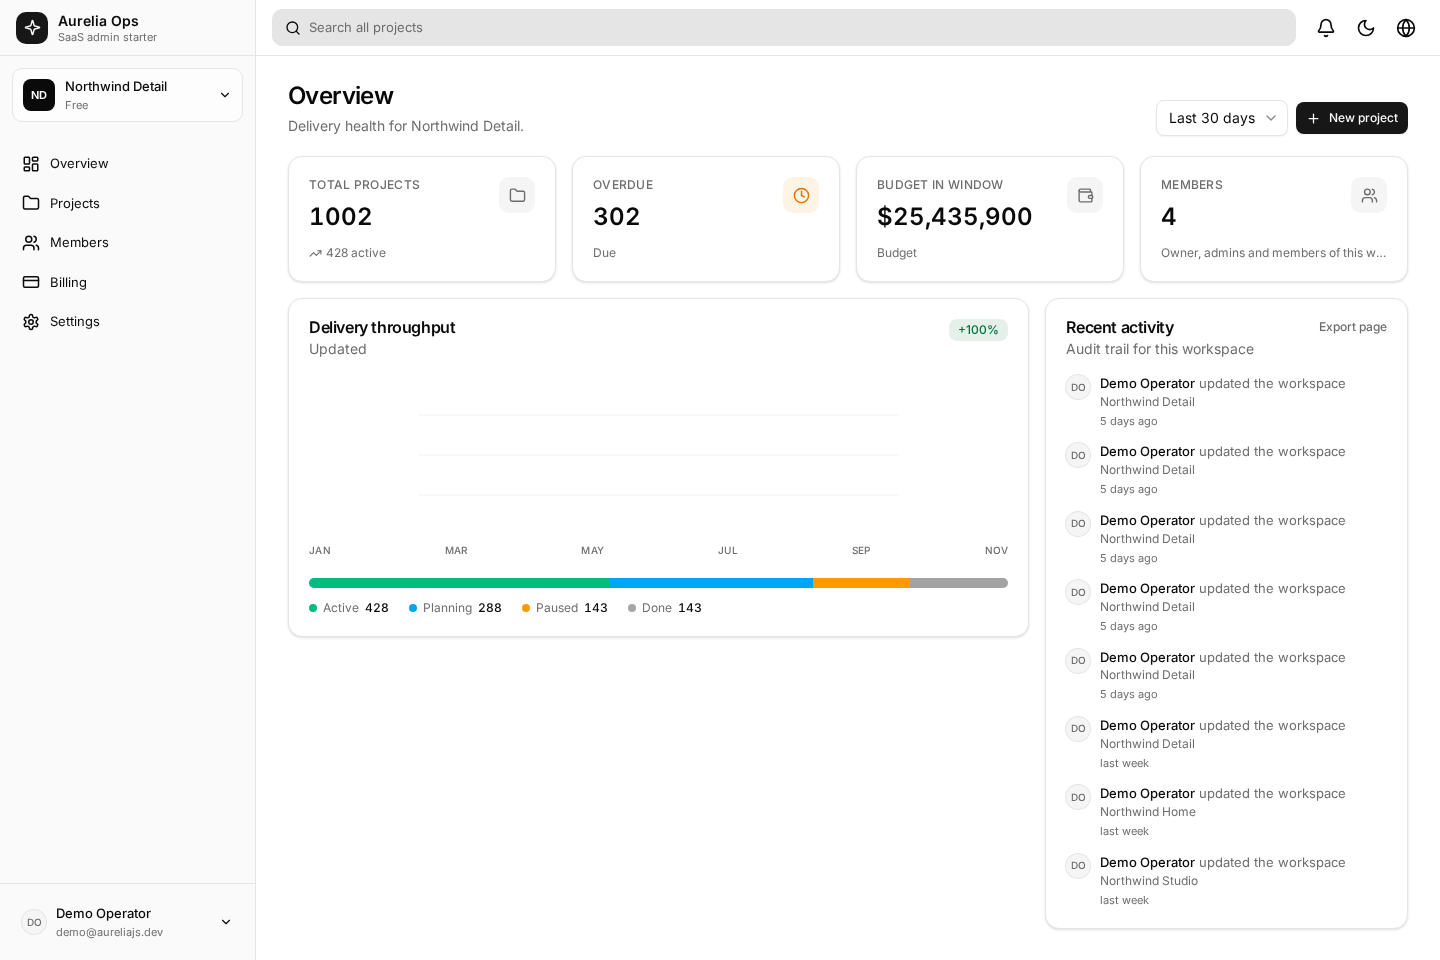 Aurelia Ops
SaaS admin starter
Search all projects
ND
Northwind Detail
Free
Overview
Projects
Members
Billing
Settings
DO
Demo Operator
demo@aureliajs.dev
Overview
Delivery health for Northwind Detail.
Last 30 days
New project
TOTAL PROJECTS
1002
428 active
OVERDUE
302
Due
BUDGET IN WINDOW
$25,435,900
Budget
MEMBERS
4
Owner, admins and members of this w...
Delivery throughput
Updated
+100%
JAN MAR MAY JUL SEP NOV
Active 428 Planning 288 Paused 143 Done 143
Recent activity
Export page
Audit trail for this workspace
DO
Demo Operator updated the workspace
Northwind Detail
5 days ago
DO
Demo Operator updated the workspace
Northwind Detail
5 days ago
DO
Demo Operator updated the workspace
Northwind Detail
5 days ago
DO
Demo Operator updated the workspace
Northwind Detail
5 days ago
DO
Demo Operator updated the workspace
Northwind Detail
5 days ago
DO
Demo Operator updated the workspace
Northwind Detail
last week
DO
Demo Operator updated the workspace
Northwind Home
last week
DO
Demo Operator updated the workspace
Northwind Studio
last week